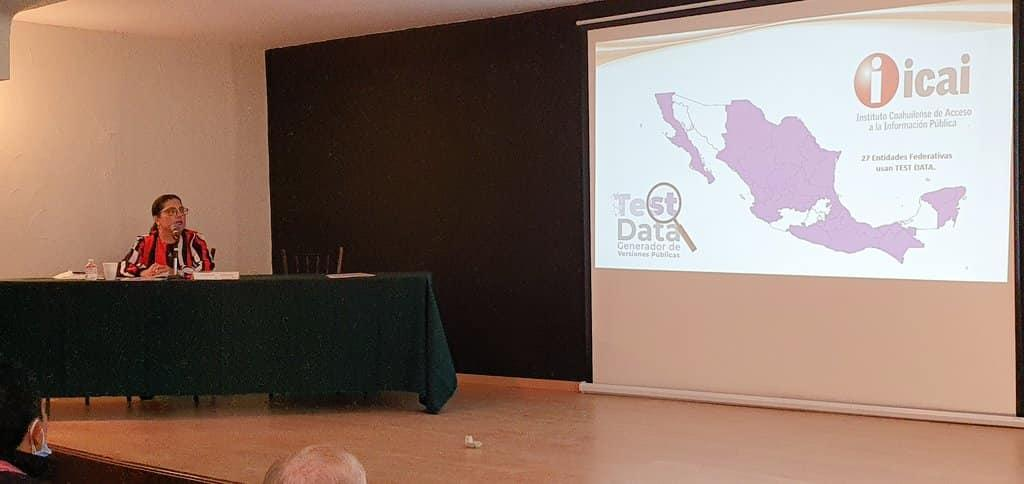 icai
Instituto Coahuilense de Acceso
a la Información Pública
27 Entidades Federativas
usan TEST DATA.
Test
Data
Generador de
Versiones Públicas